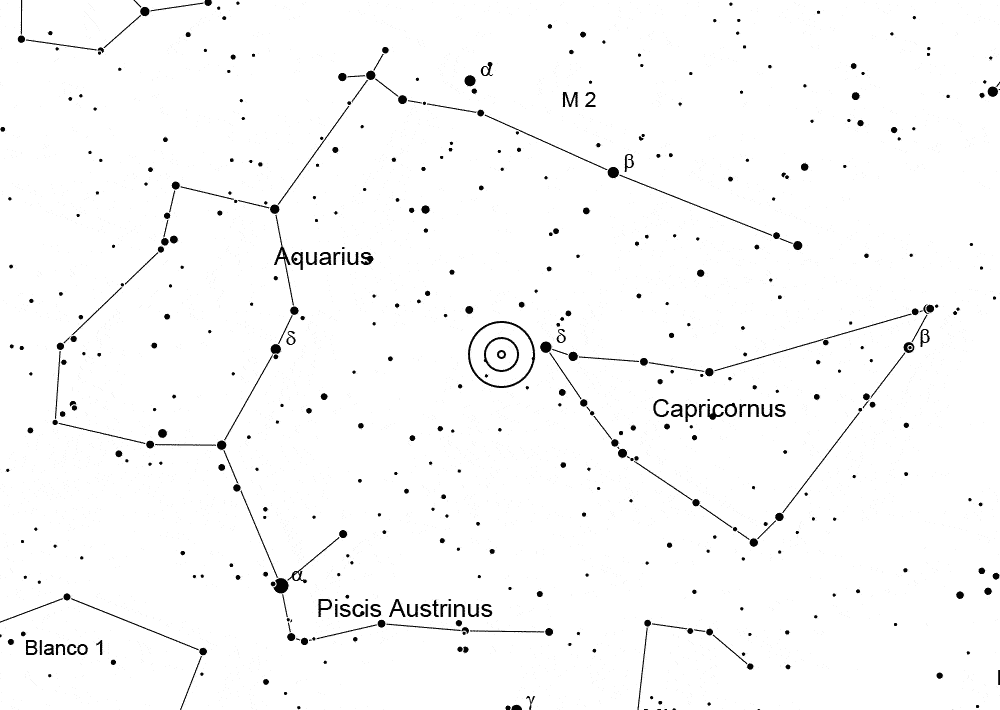 α
M 2
β
Aquarius
δ
δ
β
Capricornus
α
Piscis Austrinus
Blanco 1
γ